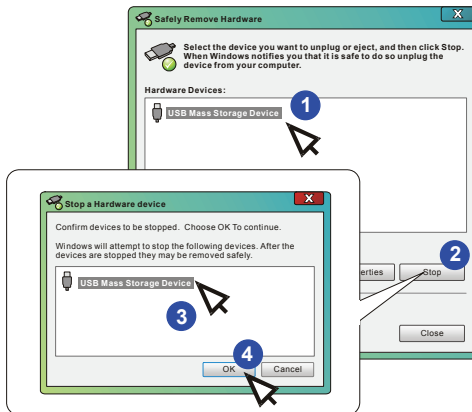 Safely Remove Hardware
X
Select the device you want to unplug or eject, and then click Stop.
When Windows notifies you that it is safe to do so unplug the
device from your computer.
Hardware Devices:
1
USB Mass Storage Device
2
erties
Stop
Close
Stop a Hardware device
X
Confirm devices to be stopped. Choose OK To continue.
Windows will attempt to stop the following devices. After the
devices are stopped they may be removed safely.
USB Mass Storage Device
3
4
OK
Cancel